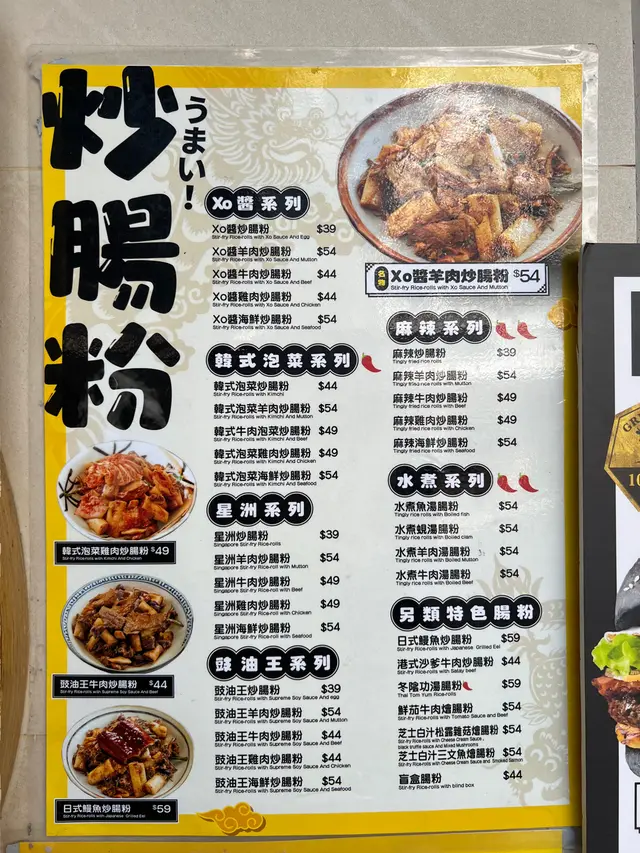 炒腸粉
うまい!
名物 Xo醬羊肉炒腸粉 $54
Stir-fry Rice-rolls with Xo Sauce And Mutton
Xo醬系列
Xo醬炒腸粉 $39
Stir-fry Rice-rolls with Xo Sauce And Egg
Xo醬羊肉炒腸粉 $54
Stir-fry Rice-rolls with Xo Sauce And Mutton
Xo醬牛肉炒腸粉 $44
Stir-fry Rice-rolls with Xo Sauce And Beef
Xo醬雞肉炒腸粉 $44
Stir-fry Rice-rolls with Xo Sauce And Chicken
Xo醬海鮮炒腸粉 $54
Stir-fry Rice-rolls with Xo Sauce And Seafood
韓式泡菜系列
韓式泡菜炒腸粉 $44
Stir-fry Rice-rolls with Kimchi
韓式泡菜羊肉炒腸粉 $54
Stir-fry Rice-rolls with Kimchi And Mutton
韓式牛肉泡菜炒腸粉 $49
Stir-fry Rice-rolls with Kimchi And Beef
韓式泡菜雞肉炒腸粉 $49
Stir-fry Rice-rolls with Kimchi And Chicken
韓式泡菜海鮮炒腸粉 $54
Stir-fry Rice-rolls with Kimchi And Seafood
星洲系列
星洲炒腸粉 $39
Singapore Stir-fry Rice-rolls
星洲羊肉炒腸粉 $54
Singapore Stir-fry Rice-roll with Mutton
星洲牛肉炒腸粉 $49
Singapore Stir-fry Rice-roll with Beef
星洲雞肉炒腸粉 $49
Singapore Stir-fry Rice-roll with Chicken
星洲海鮮炒腸粉 $54
Singapore Stir-fry Rice-roll with Seafood
豉油王系列
豉油王炒腸粉 $39
Stir-fry Rice-rolls with Supreme Soy Sauce And egg
豉油王羊肉炒腸粉 $54
Stir-fry Rice-rolls with Supreme Soy Sauce And Mutton
豉油王牛肉炒腸粉 $44
Stir-fry Rice-rolls with Supreme Soy Sauce And Beef
豉油王雞肉炒腸粉 $44
Stir-fry Rice-rolls with Supreme Soy Sauce And Chicken
豉油王海鮮炒腸粉 $54
Stir-fry Rice-rolls with Supreme Soy Sauce And Seafood
麻辣系列
麻辣炒腸粉 $39
Tingly fried rice rolls
麻辣羊肉炒腸粉 $54
Tingly fried rice rolls with Mutton
麻辣牛肉炒腸粉 $49
Tingly fried rice rolls with Beef
麻辣雞肉炒腸粉 $49
Tingly fried rice rolls with Chicken
麻辣海鮮炒腸粉 $54
Tingly fried rice rolls with Seafood
水煮系列
水煮魚湯腸粉 $54
Tingly rice rolls with Boiled fish
水煮蜆湯腸粉 $54
Tingly rice rolls with Boiled clam
水煮羊肉湯腸粉 $54
Tingly rice rolls with Boiled Mutton
水煮牛肉湯腸粉 $54
Tingly rice rolls with Boiled Beef
另類特色腸粉
日式鰻魚炒腸粉 $59
Stir-fry Rice-rolls with Japanese Grilled Eel
港式沙爹牛肉炒腸粉 $44
Stir-fry Rice-rolls with Satay beef
冬陰功湯腸粉 $59
Thai Tom Yum Rice-rolls
鮮茄牛肉燴腸粉 $54
Stir-fry Rice-rolls with Tomato Sauce and Beef
芝士白汁松露雜菇燴腸粉 $54
Stir-fry Rice-rolls with Cheese Cream Sauce,
black truffle sauce And Mixed Mushrooms
芝士白汁三文魚燴腸粉 $54
Stir-fry Rice-rolls with Cheese Cream Sauce and Smoked Salmon
盲盒腸粉 $44
Stir-fry Rice-rolls with blind box
韓式泡菜雞肉炒腸粉 $49
Stir-fry Rice-rolls with Kimchi And Chicken
豉油王牛肉炒腸粉 $44
Stir-fry Rice-rolls with Supreme Soy Sauce And Beef
日式鰻魚炒腸粉 $59
Stir-fry Rice-rolls with Japanese Grilled Eel